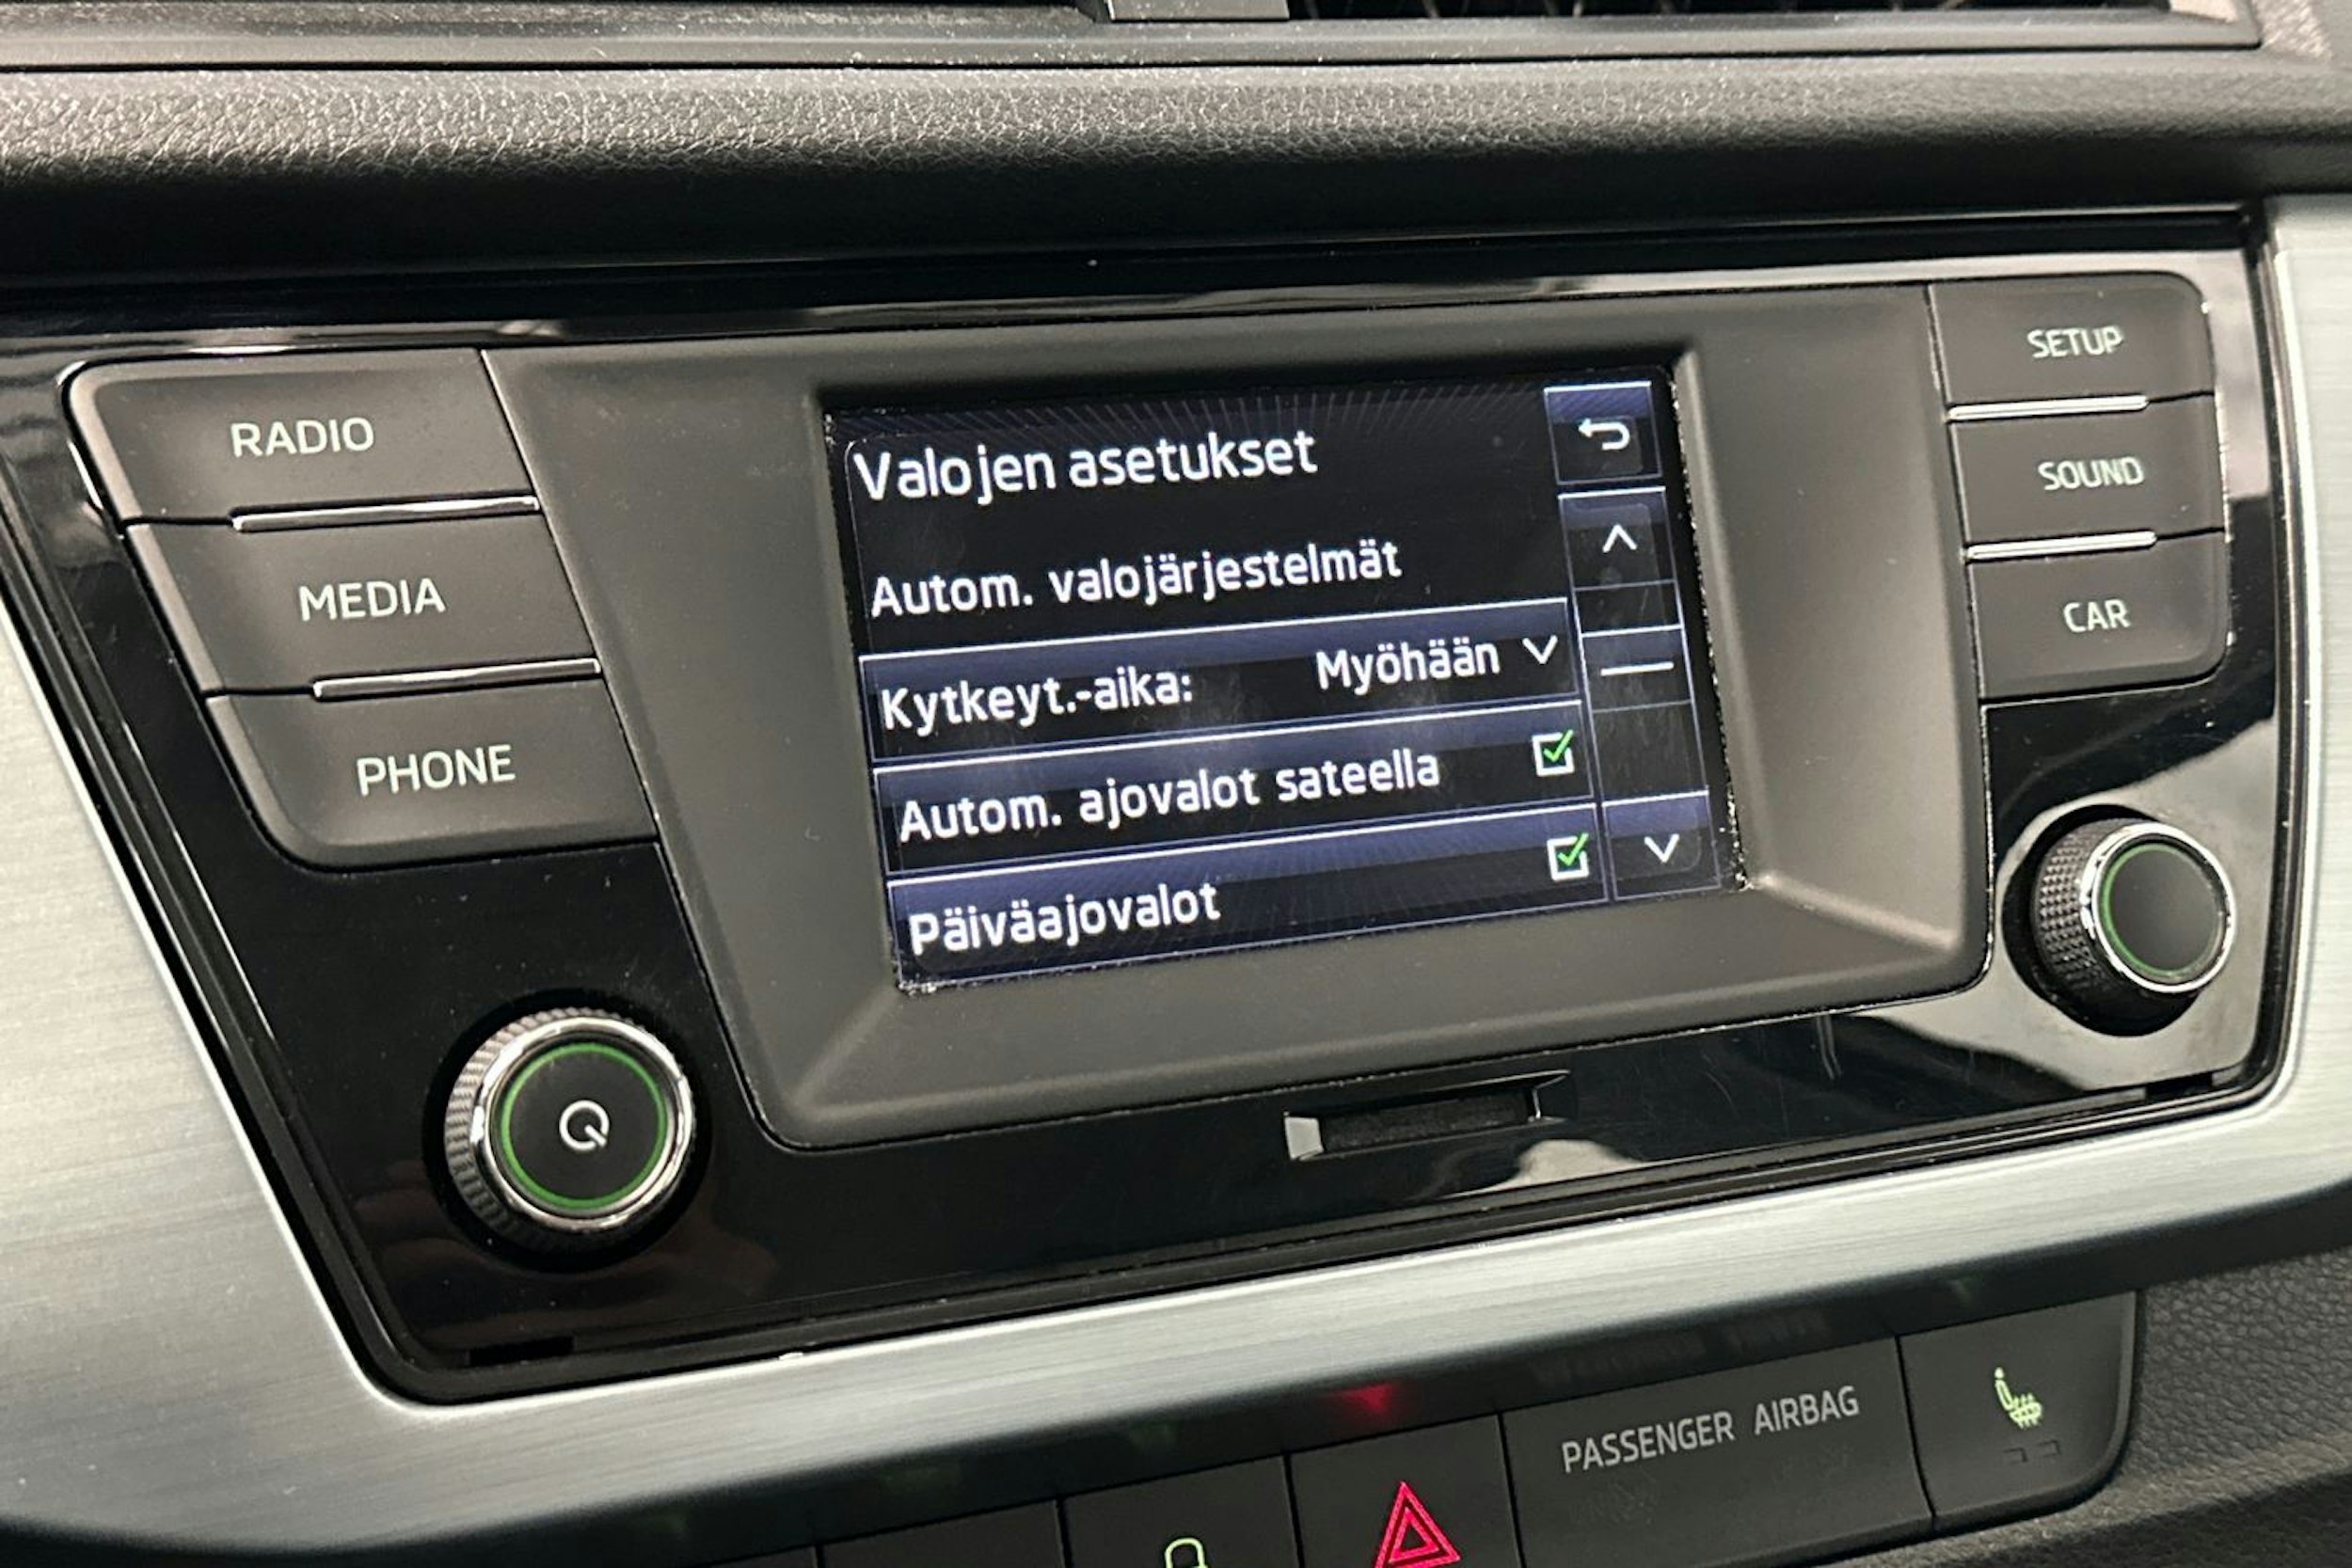 RADIO
MEDIA
PHONE
Valojen asetukset
Autom. valojärjestelmät
Kytkeyt.-aika: Myöhään
Autom. ajovalot sateella
Päiväajovalot
SETUP
SOUND
CAR
PASSENGER AIRBAG